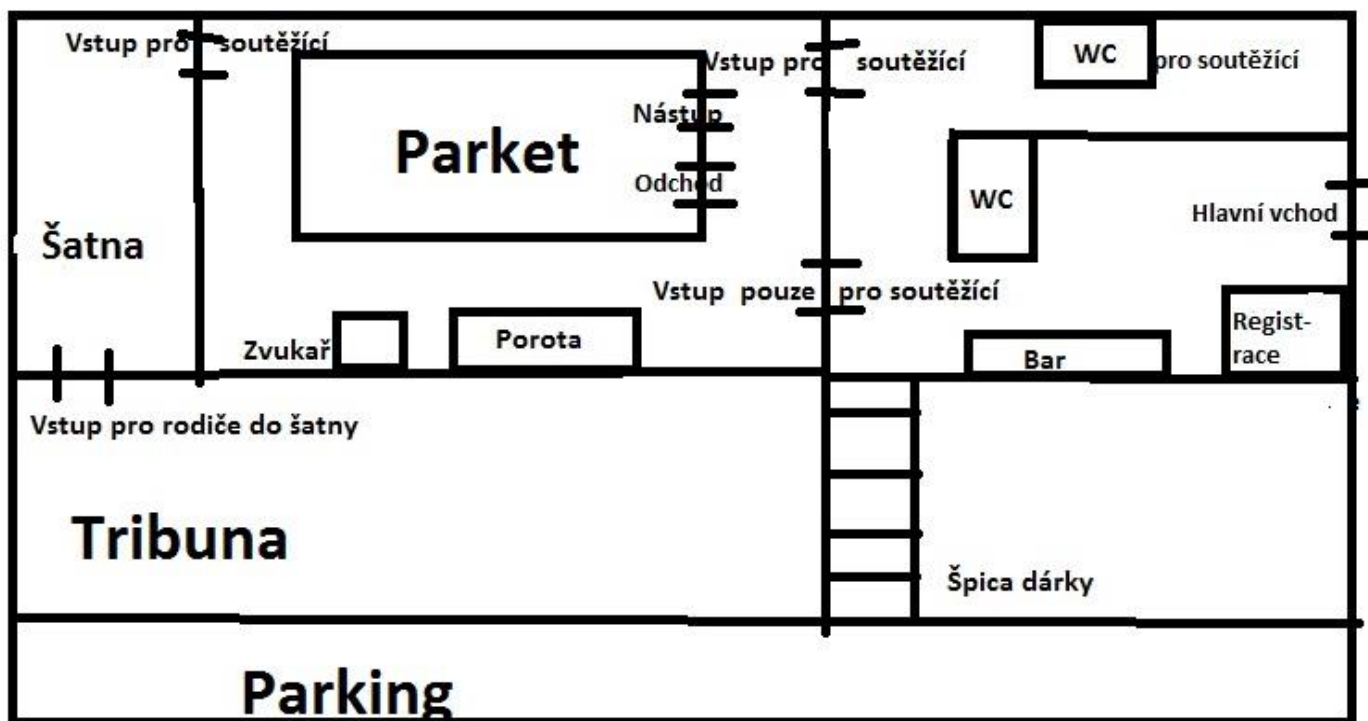 Vstup pro soutěžící
Vstup pro soutěžící
WC pro soutěžící
Nástup
Parket
Odchod
WC
Hlavní vchod
Šatna
Vstup pouze pro soutěžící
Zvukař
Porota
Bar
Regist-
race
Vstup pro rodiče do šatny
Tribuna
Špica dárky
Parking